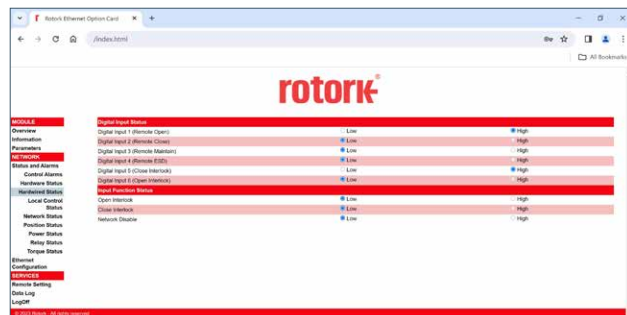 Rotork Ethernet Option Card
/index.html
All Bookmarks
rotork
MODULE
Overview
Information
Parameters
NETWORK
Status and Alarms
Control Alarms
Hardware Status
Hardwired Status
Local Control
Status
Network Status
Position Status
Power Status
Relay Status
Torque Status
Ethernet
Configuration
SERVICES
Remote Setting
Data Log
LogOff
Digital Input Status
Digital Input 1 (Remote Open) Low High
Digital Input 2 (Remote Close) Low High
Digital Input 3 (Remote Maintain) Low High
Digital Input 4 (Remote ESD) Low High
Digital Input 5 (Close Interlock) Low High
Digital Input 6 (Open Interlock) Low High
Input Function Status
Open Interlock Low High
Close Interlock Low High
Network Disable Low High
© 2023 Rotork. All rights reserved